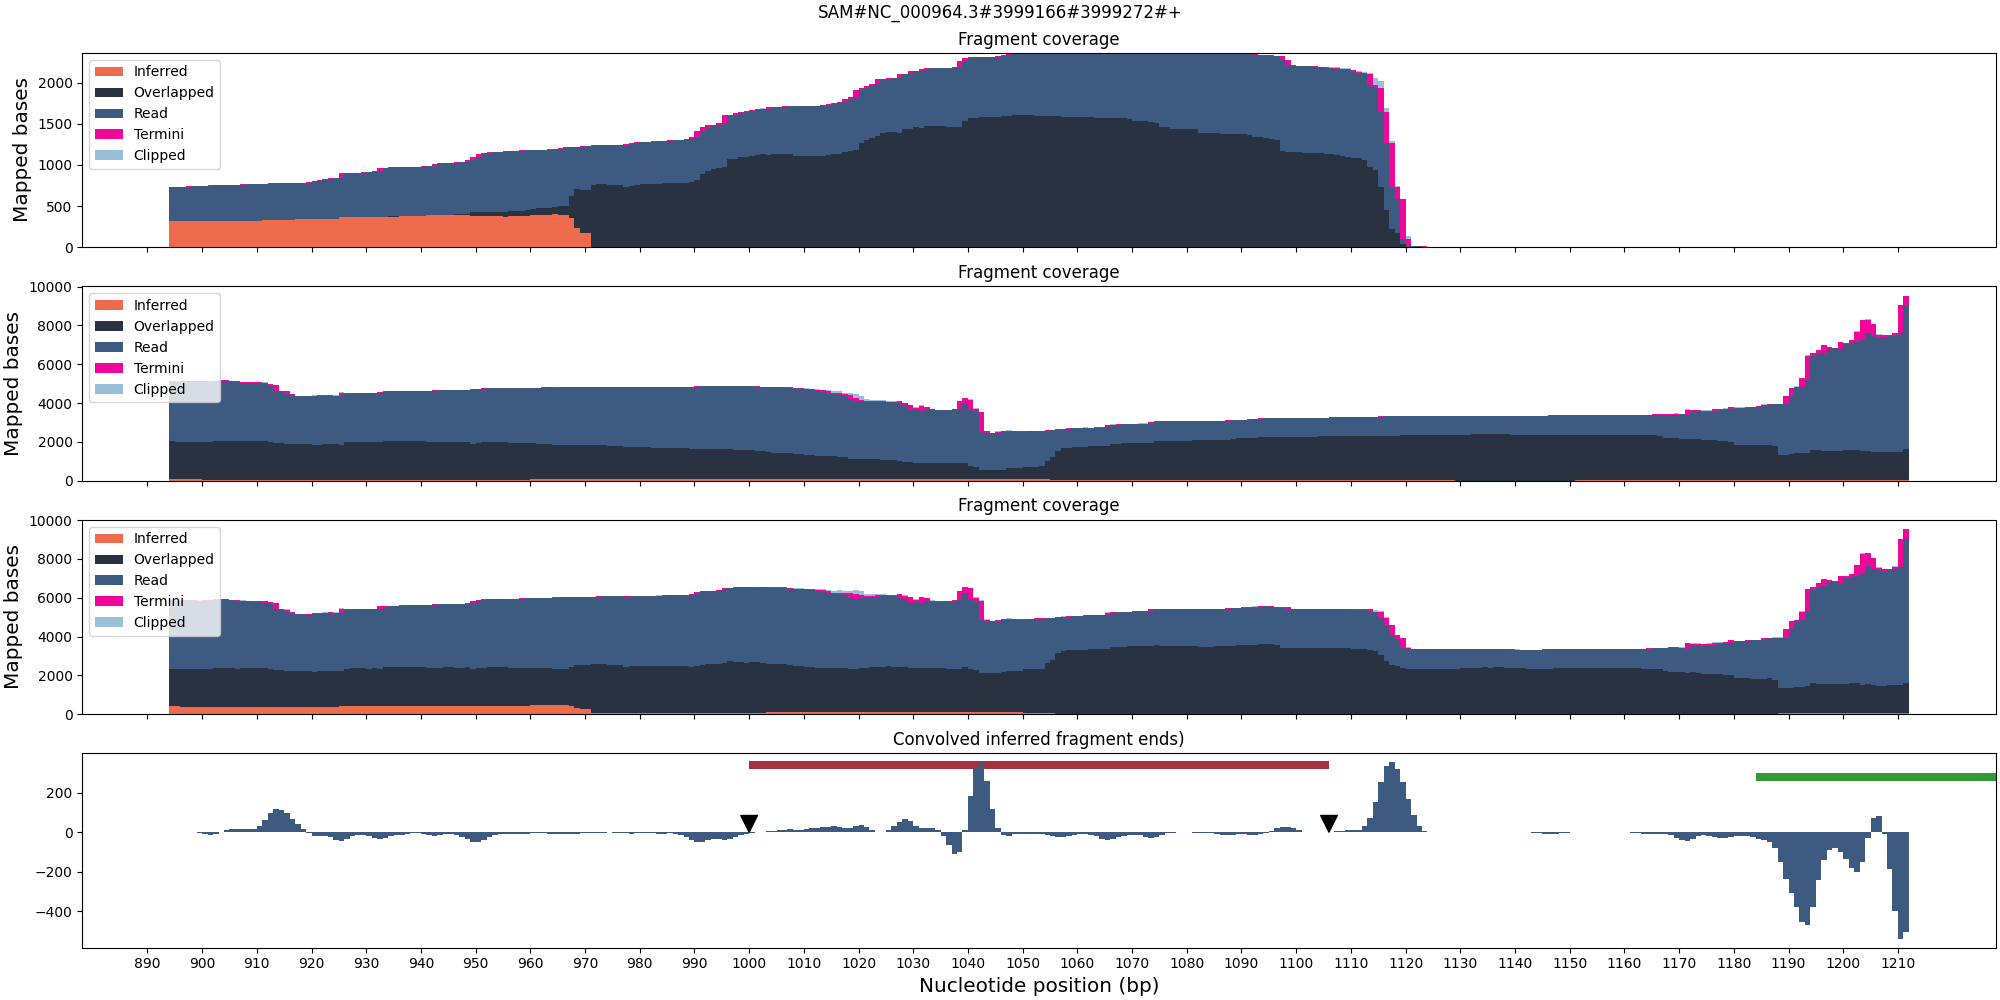 SAM#NC_000964.3#3999166#3999272#+
Fragment coverage
Mapped bases
2000
1500
1000
500
0
Inferred
Overlapped
Read
Termini
Clipped
Fragment coverage
Mapped bases
10000
8000
6000
4000
2000
0
Inferred
Overlapped
Read
Termini
Clipped
Fragment coverage
Mapped bases
10000
8000
6000
4000
2000
0
Inferred
Overlapped
Read
Termini
Clipped
Convolved inferred fragment ends)
200
0
−200
−400
890 900 910 920 930 940 950 960 970 980 990 1000 1010 1020 1030 1040 1050 1060 1070 1080 1090 1100 1110 1120 1130 1140 1150 1160 1170 1180 1190 1200 1210
Nucleotide position (bp)